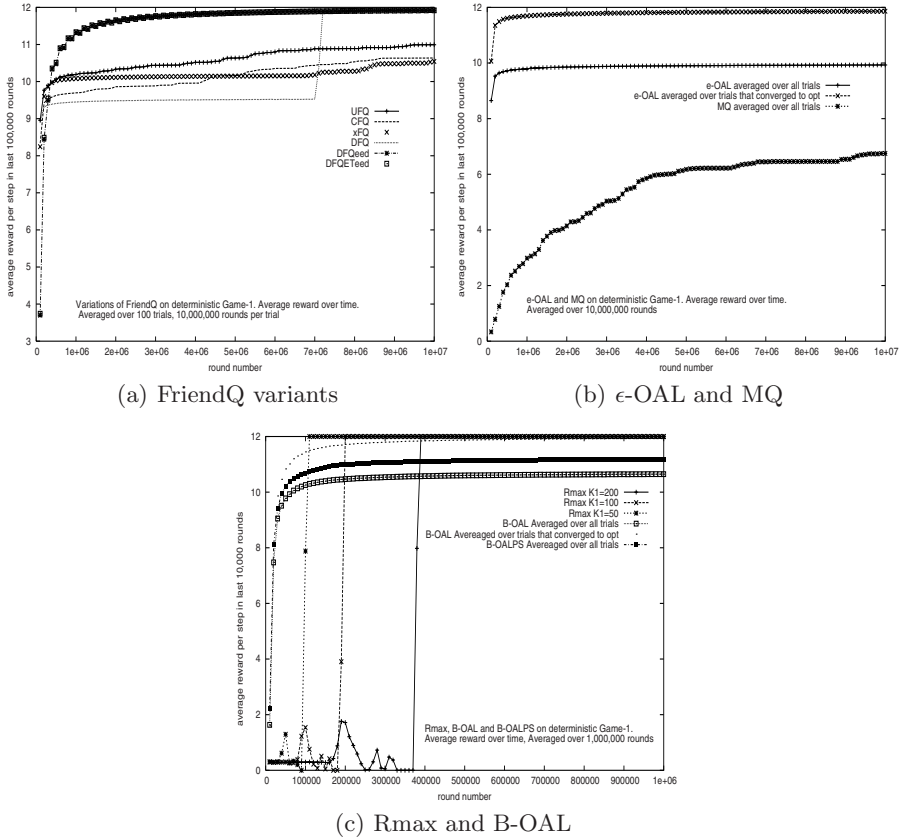 12
11
10
9
8
7
6
5
4
3
average reward per step in last 100,000 rounds
UFQ
CFQ
xFQ
DFQ
DFQeed
DFQETeed
Variations of FriendQ on deterministic Game-1. Average reward over time.
Averaged over 100 trials, 10,000,000 rounds per trial
0 1e+06 2e+06 3e+06 4e+06 5e+06 6e+06 7e+06 8e+06 9e+06 1e+07
round number
(a) FriendQ variants
12
10
8
6
4
2
0
average reward per step in last 100,000 rounds
e-OAL averaged over all trials
e-OAL averaged over trials that converged to opt
MQ averaged over all trials
e-OAL and MQ on deterministic Game-1. Average reward over time.
Averaged over 10,000,000 rounds
0 1e+06 2e+06 3e+06 4e+06 5e+06 6e+06 7e+06 8e+06 9e+06 1e+07
round number
(b) ϵ-OAL and MQ
12
10
8
6
4
2
0
average reward per step in last 10,000 rounds
Rmax K1=200
Rmax K1=100
Rmax K1=50
B-OAL Averaged over all trials
B-OAL Avereaged over trials that converged to opt
B-OALPS Avereaged over all trials
Rmax, B-OAL and B-OALPS on deterministic Game-1.
Average reward over time, Averaged over 1,000,000 rounds
0 100000 200000 300000 400000 500000 600000 700000 800000 900000 1e+06
round number
(c) Rmax and B-OAL